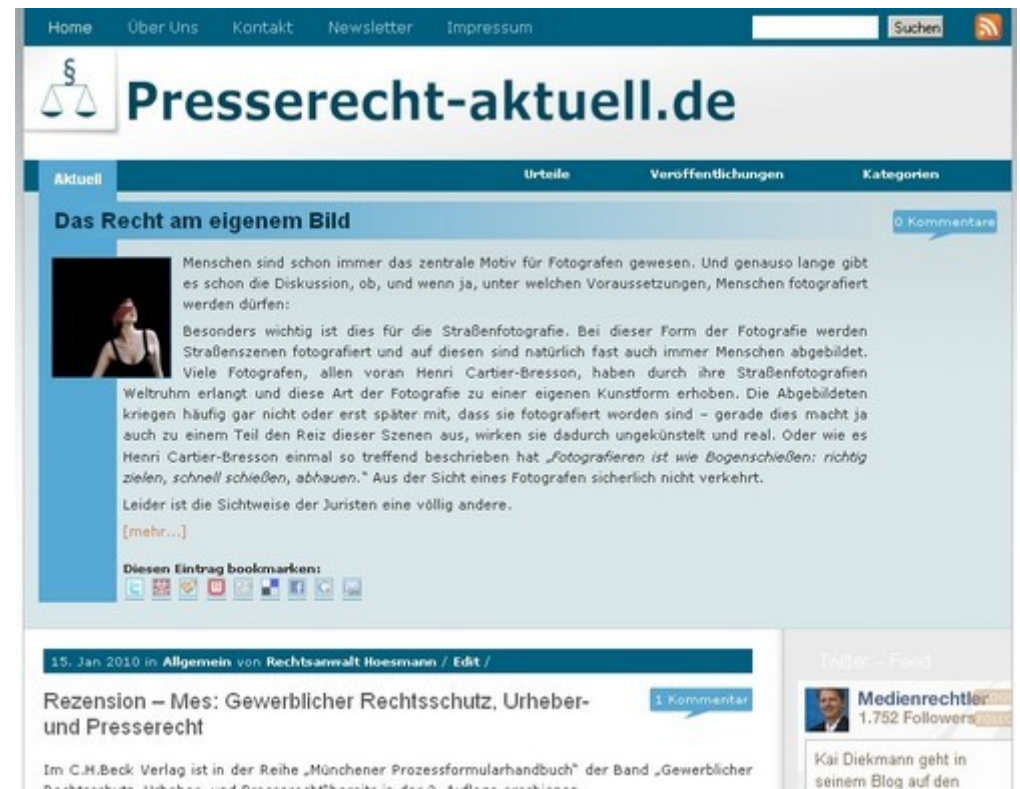 Home Über Uns Kontakt Newsletter Impressum Suchen
§
Presserecht-aktuell.de
Aktuell Urteile Veröffentlichungen Kategorien
Das Recht am eigenem Bild 0 Kommentare
Menschen sind schon immer das zentrale Motiv für Fotografen gewesen. Und genauso lange gibt
es schon die Diskussion, ob, und wenn ja, unter welchen Voraussetzungen, Menschen fotografiert
werden dürfen:
Besonders wichtig ist dies für die Straßenfotografie. Bei dieser Form der Fotografie werden
Straßenszenen fotografiert und auf diesen sind natürlich fast auch immer Menschen abgebildet.
Viele Fotografen, allen voran Henri Cartier-Bresson, haben durch ihre Straßenfotografien
Weltruhm erlangt und diese Art der Fotografie zu einer eigenen Kunstform erhoben. Die Abgebildeten
kriegen häufig gar nicht oder erst später mit, dass sie fotografiert worden sind – gerade dies macht ja
auch zu einem Teil den Reiz dieser Szenen aus, wirken sie dadurch ungekünstelt und real. Oder wie es
Henri Cartier-Bresson einmal so treffend beschrieben hat „Fotografieren ist wie Bogenschießen: richtig
zielen, schnell schießen, abhauen.“ Aus der Sicht eines Fotografen sicherlich nicht verkehrt.
Leider ist die Sichtweise der Juristen eine völlig andere.
[mehr...]
Diesen Eintrag bookmarken:
15. Jan 2010 in Allgemein von Rechtsanwalt Hoesmann / Edit /
Rezension – Mes: Gewerblicher Rechtsschutz, Urheber-
und Presserecht
1 Kommentar
Im C.H.Beck Verlag ist in der Reihe „Münchener Prozessformularhandbuch“ der Band „Gewerblicher
Rechtsschutz, Urheber- und Presserecht“bereits in der 3. Auflage erschienen
Twitter – Feed
Medienrechtler
1.752 Followers
Kai Diekmann geht in
seinem Blog auf den